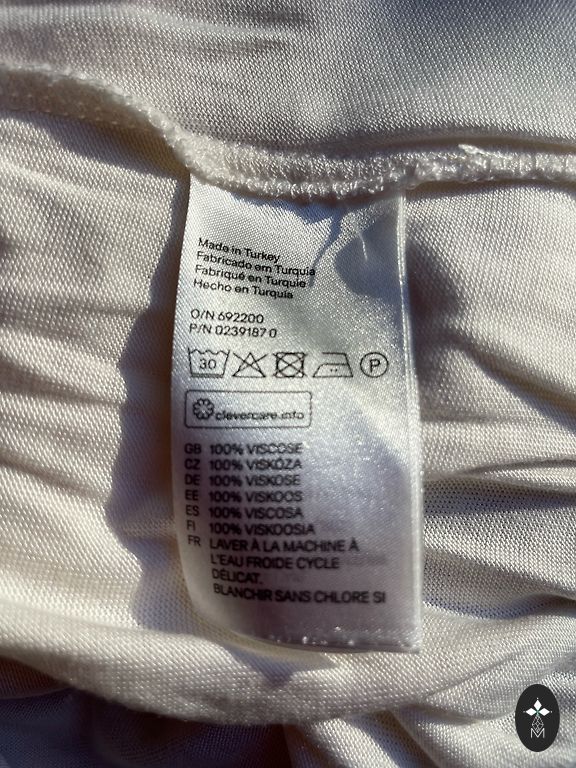 Made in Turkey
Fabricado em Turquia
Fabriqué en Turquie
Hecho en Turquía
O/N 692200
P/N 0239187 0
30
P
clevercare.info
GB 100% VISCOSE
CZ 100% VISKÓZA
DE 100% VISKOSE
EE 100% VISKOOS
ES 100% VISCOSA
FI 100% VISKOOSIA
FR LAVER À LA MACHINE À
L'EAU FROIDE CYCLE
DÉLICAT.
BLANCHIR SANS CHLORE SI
M